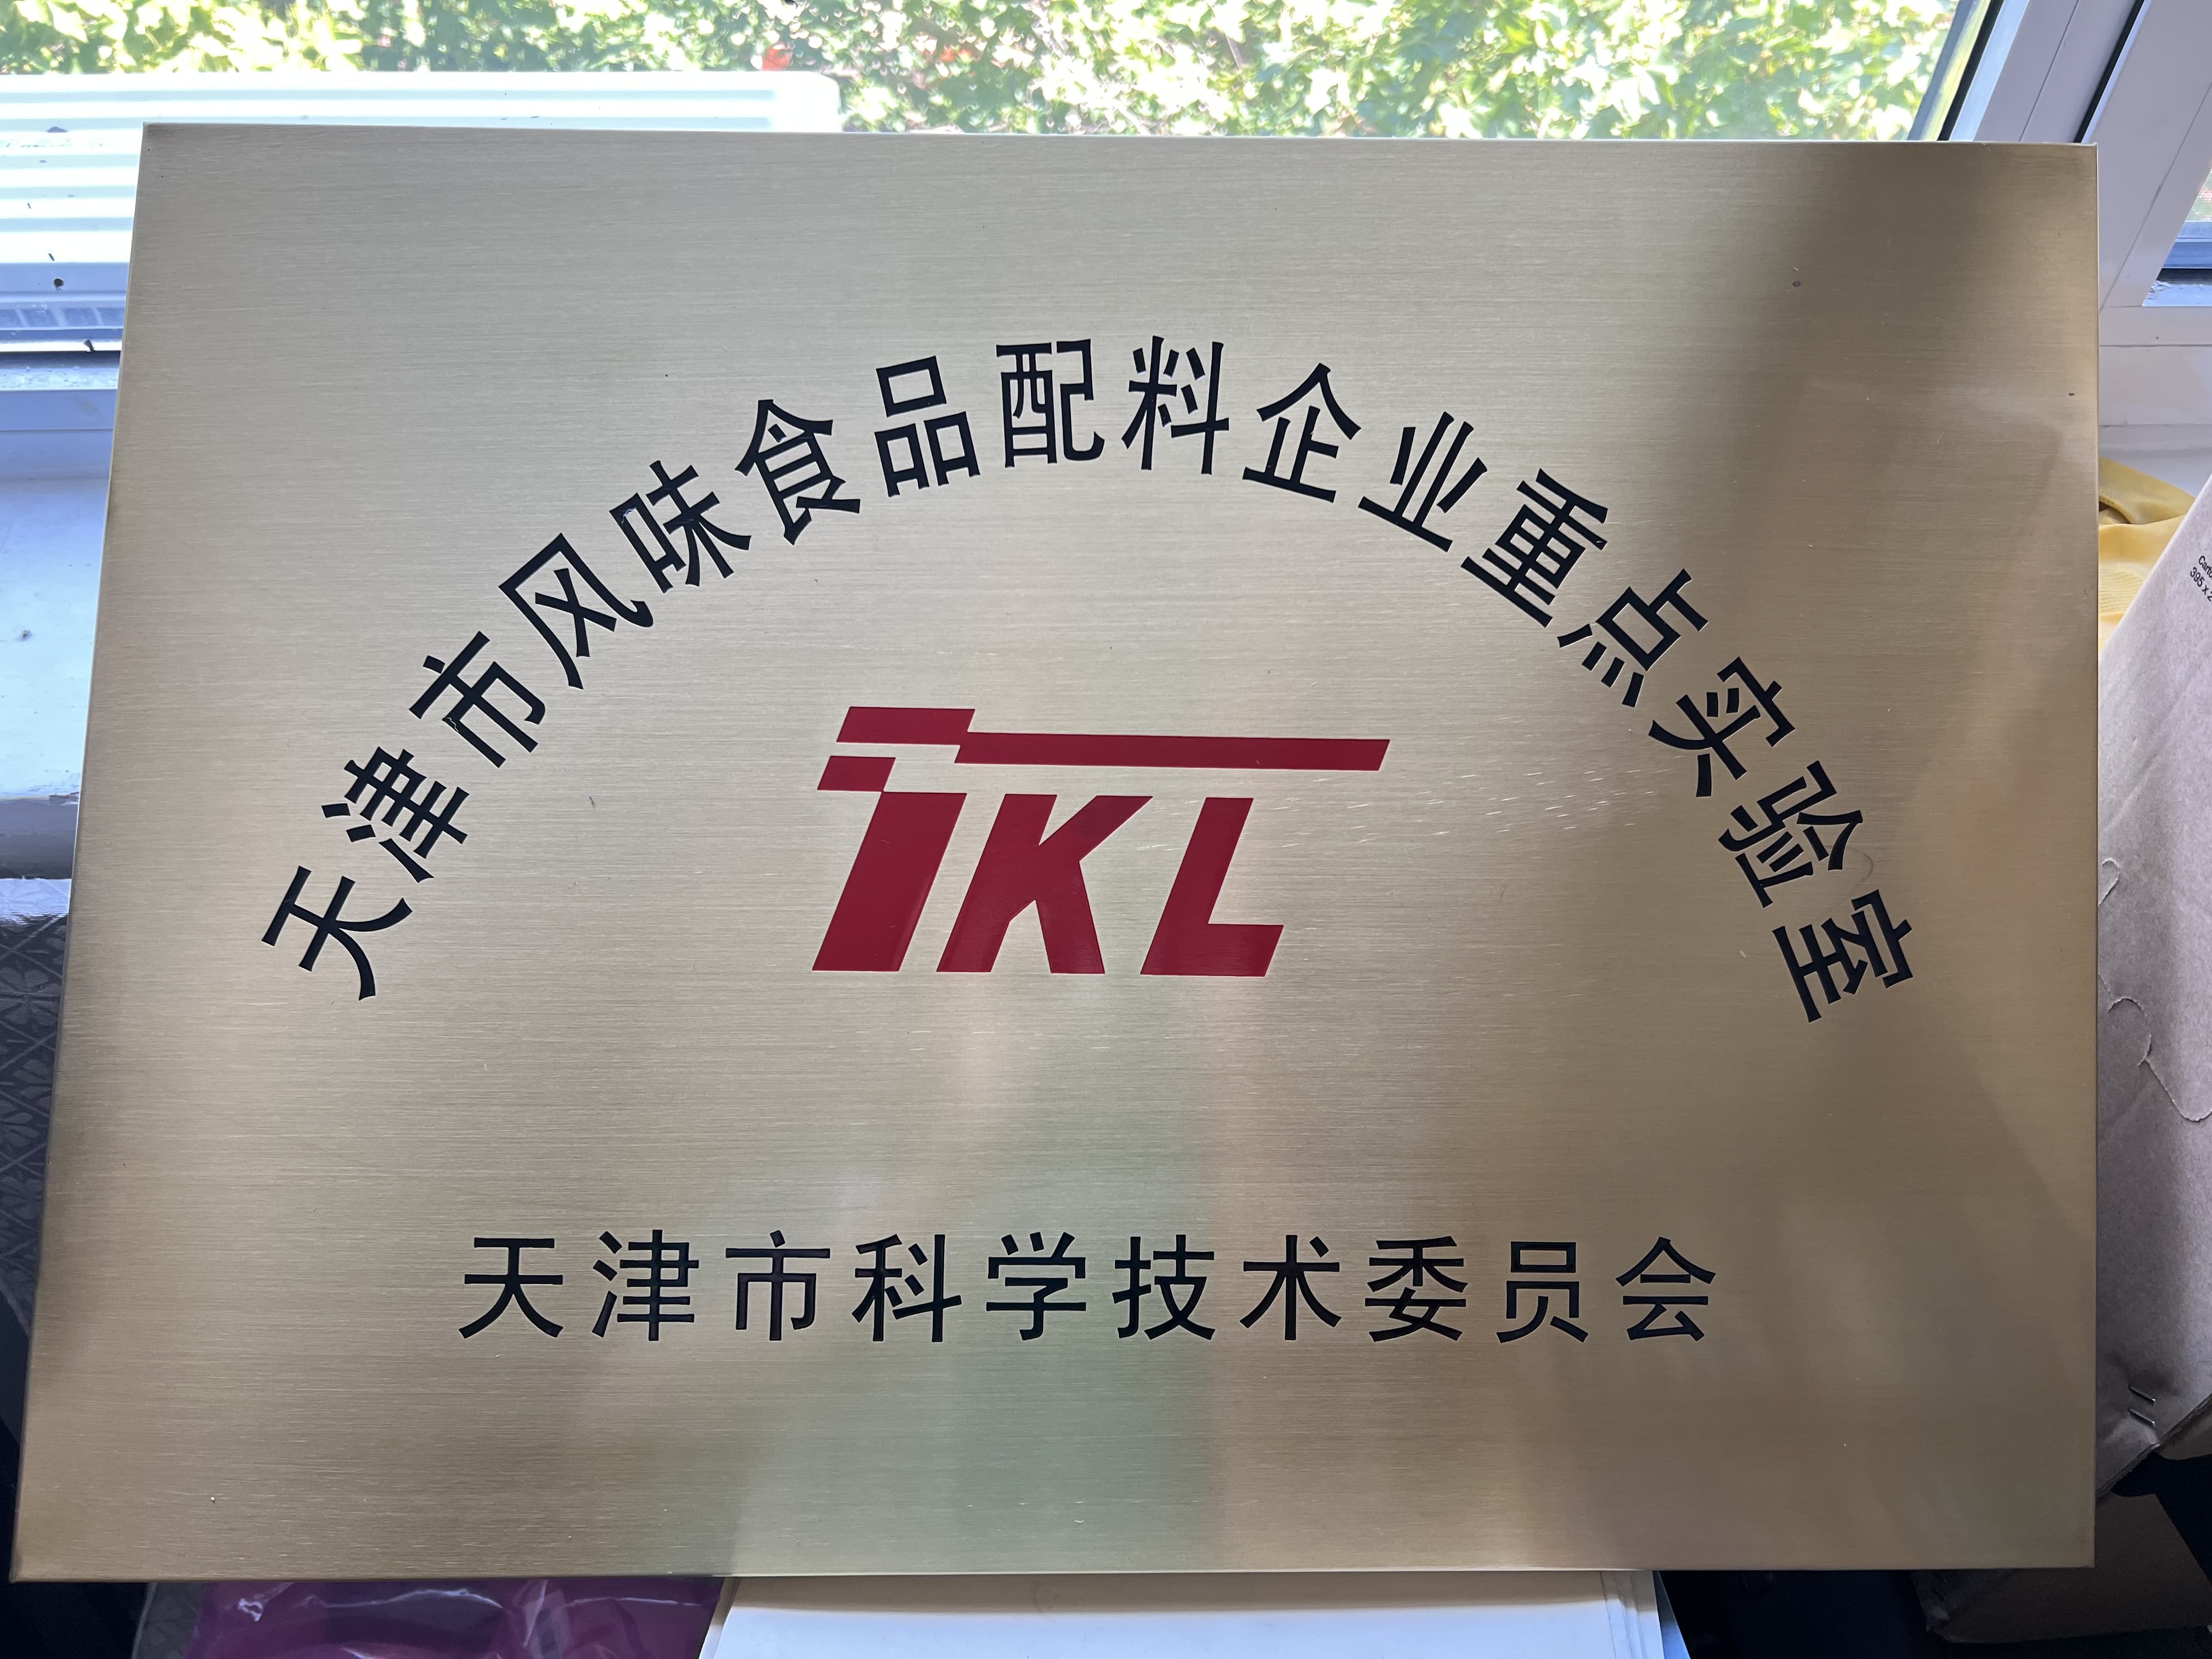 天津市风味食品配料企业重点实验室
TKL
天津市科学技术委员会